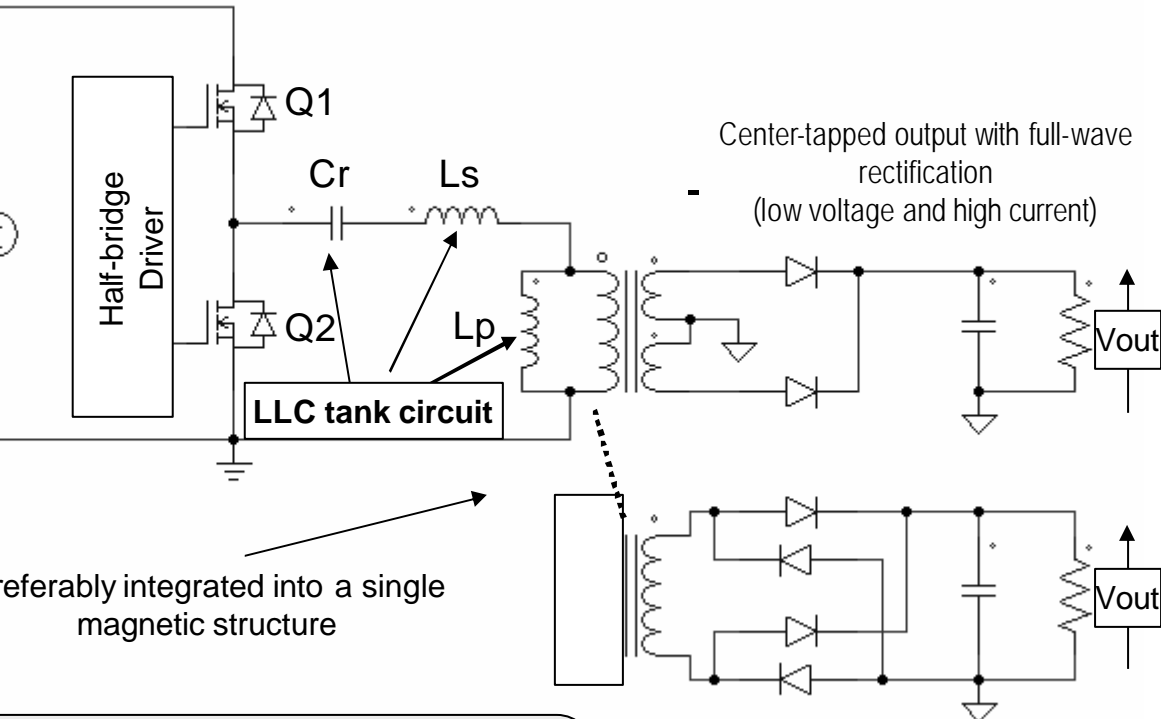 Half-bridge
Driver
Q1
Q2
Cr
Ls
Lp
LLC tank circuit
Center-tapped output with full-wave
rectification
(low voltage and high current)
-
Vout
referably integrated into a single
magnetic structure
Vout